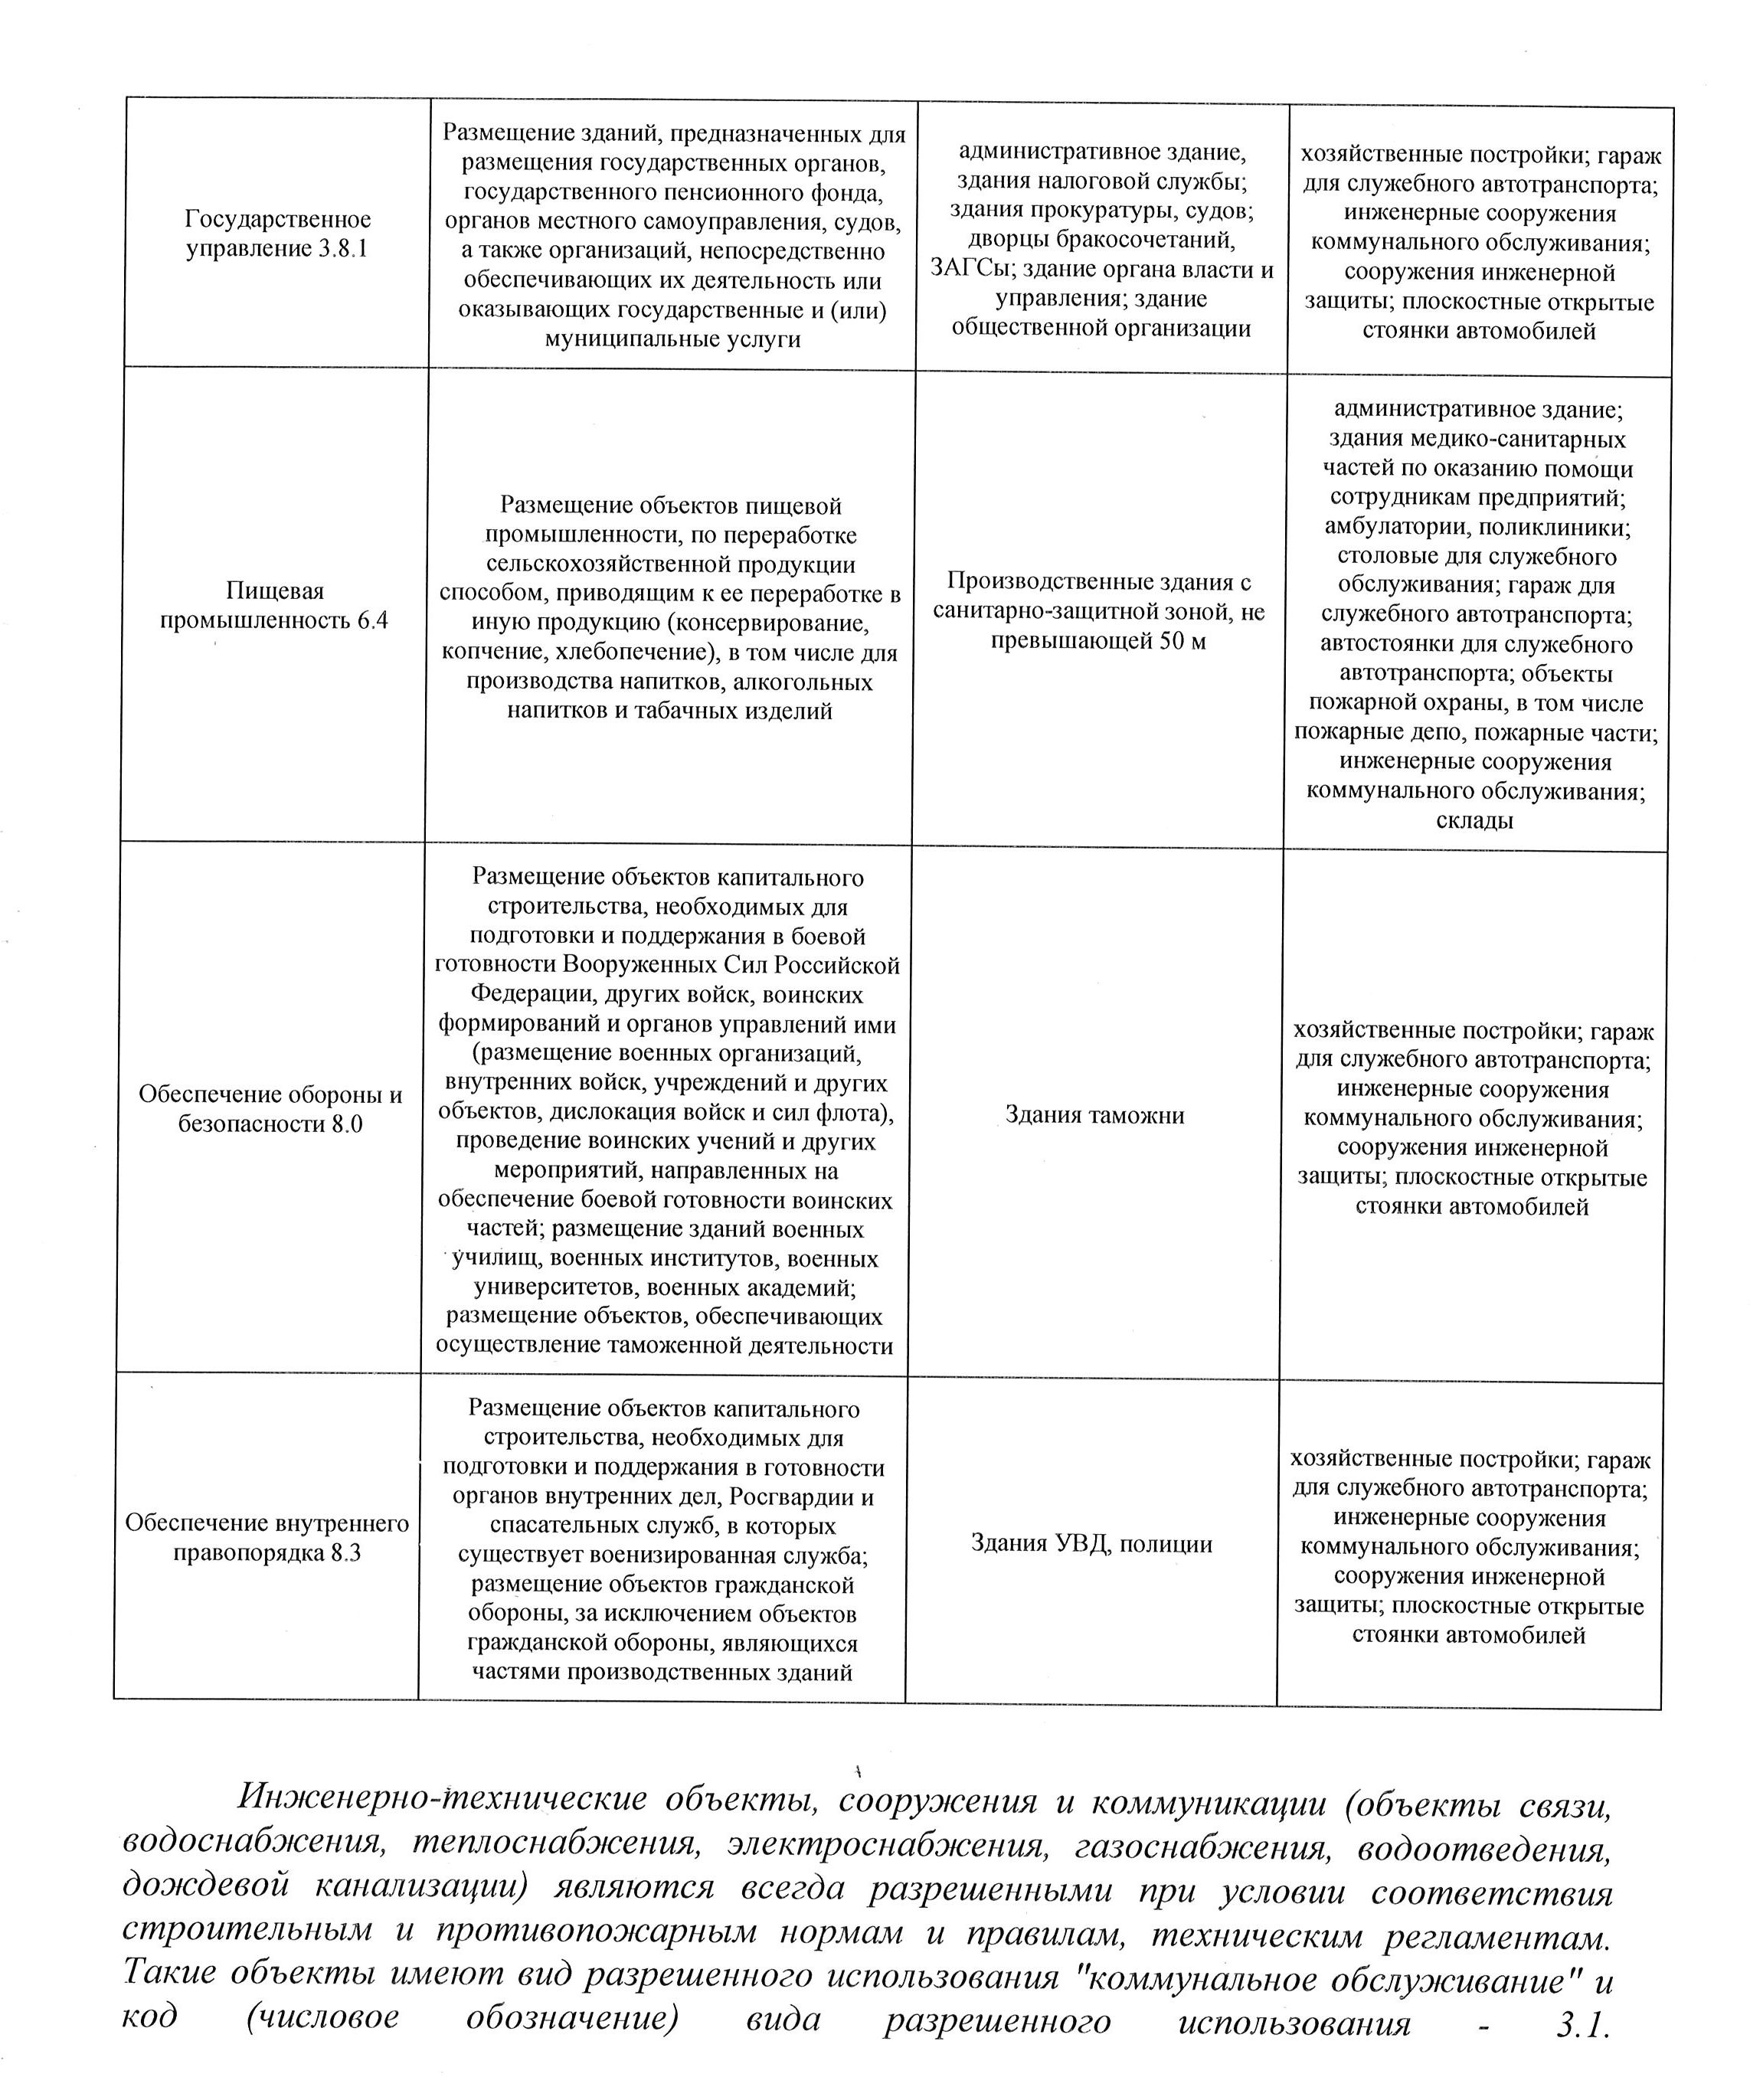 Государственное
управление 3.8.1
Размещение зданий, предназначенных для
размещения государственных органов,
государственного пенсионного фонда,
органов местного самоуправления, судов,
а также организаций, непосредственно
обеспечивающих их деятельность или
оказывающих государственные и (или)
муниципальные услуги
административное здание,
здания налоговой службы;
здания прокуратуры, судов;
дворцы бракосочетаний,
ЗАГСы; здание органа власти и
управления; здание
общественной организации
хозяйственные постройки; гараж
для служебного автотранспорта;
инженерные сооружения
коммунального обслуживания;
сооружения инженерной
защиты; плоскостные открытые
стоянки автомобилей
Пищевая
промышленность 6.4
Размещение объектов пищевой
промышленности, по переработке
сельскохозяйственной продукции
способом, приводящим к ее переработке в
иную продукцию (консервирование,
копчение, хлебопечение), в том числе для
производства напитков, алкогольных
напитков и табачных изделий
Производственные здания с
санитарно-защитной зоной, не
превышающей 50 м
административное здание;
здания медико-санитарных
частей по оказанию помощи
сотрудникам предприятий;
амбулатории, поликлиники;
столовые для служебного
обслуживания; гараж для
служебного автотранспорта;
автостоянки для служебного
автотранспорта; объекты
пожарной охраны, в том числе
пожарные депо, пожарные части;
инженерные сооружения
коммунального обслуживания;
склады
Обеспечение обороны и
безопасности 8.0
Размещение объектов капитального
строительства, необходимых для
подготовки и поддержания в боевой
готовности Вооруженных Сил Российской
Федерации, других войск, воинских
формирований и органов управлений ими
(размещение военных организаций,
внутренних войск, учреждений и других
объектов, дислокация войск и сил флота),
проведение воинских учений и других
мероприятий, направленных на
обеспечение боевой готовности воинских
частей; размещение зданий военных
училищ, военных институтов, военных
университетов, военных академий;
размещение объектов, обеспечивающих
осуществление таможенной деятельности
Здания таможни
хозяйственные постройки; гараж
для служебного автотранспорта;
инженерные сооружения
коммунального обслуживания;
сооружения инженерной
защиты; плоскостные открытые
стоянки автомобилей
Обеспечение внутреннего
правопорядка 8.3
Размещение объектов капитального
строительства, необходимых для
подготовки и поддержания в готовности
органов внутренних дел, Росгвардии и
спасательных служб, в которых
существует военизированная служба;
размещение объектов гражданской
обороны, за исключением объектов
гражданской обороны, являющихся
частями производственных зданий
Здания УВД, полиции
хозяйственные постройки; гараж
для служебного автотранспорта;
инженерные сооружения
коммунального обслуживания;
сооружения инженерной
защиты; плоскостные открытые
стоянки автомобилей
Инженерно-технические объекты, сооружения и коммуникации (объекты связи,
водоснабжения, теплоснабжения, электроснабжения, газоснабжения, водоотведения,
дождевой канализации) являются всегда разрешенными при условии соответствия
строительным и противопожарным нормам и правилам, техническим регламентам.
Такие объекты имеют вид разрешенного использования "коммунальное обслуживание" и
код (числовое обозначение) вида разрешенного использования - 3.1.